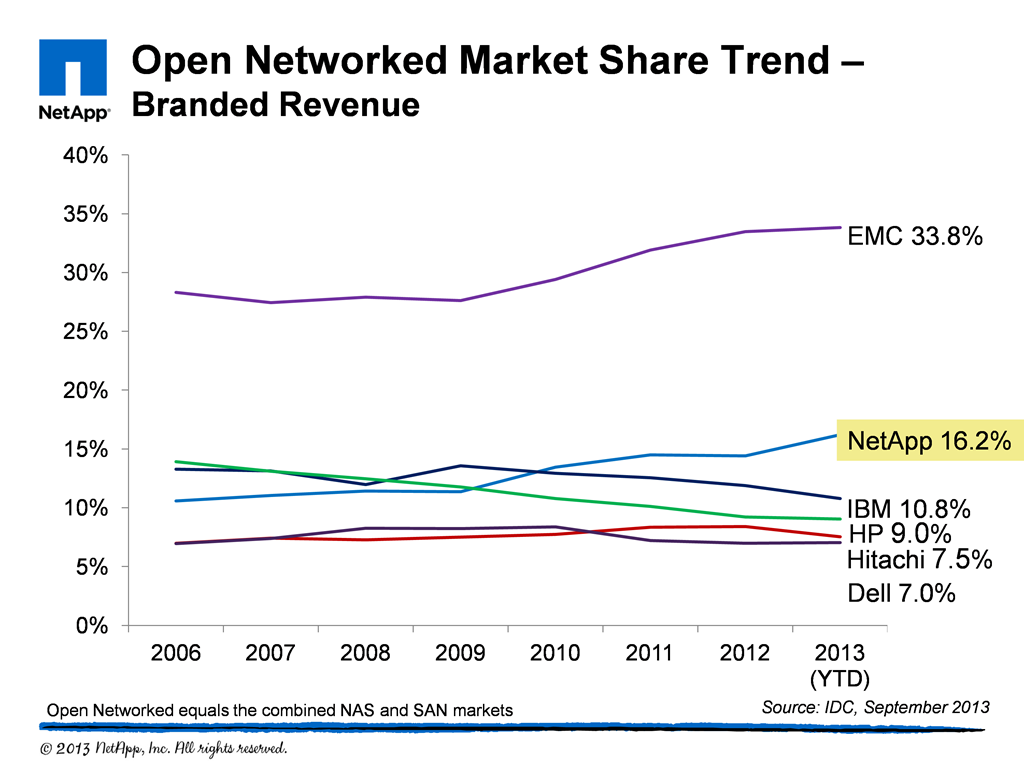 NetApp®
Open Networked Market Share Trend –
Branded Revenue
40%
35%
30%
25%
20%
15%
10%
5%
0%
EMC 33.8%
NetApp 16.2%
IBM 10.8%
HP 9.0%
Hitachi 7.5%
Dell 7.0%
2006 2007 2008 2009 2010 2011 2012 2013
(YTD)
Open Networked equals the combined NAS and SAN markets
Source: IDC, September 2013
© 2013 NetApp, Inc. All rights reserved.